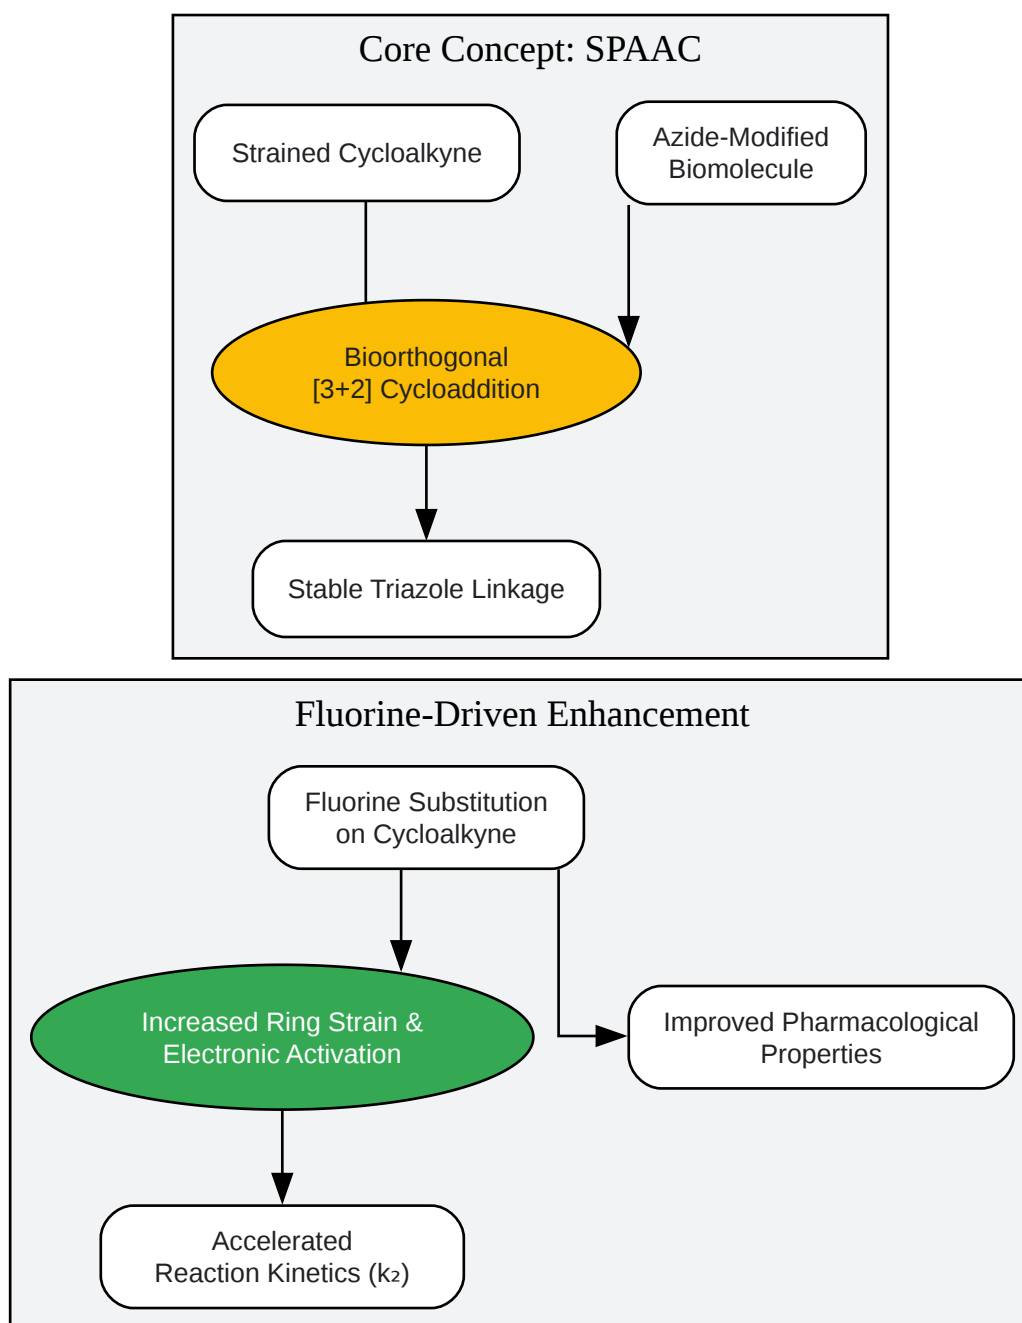 Core Concept: SPAAC
Strained Cycloalkyne
Azide-Modified
Biomolecule
Bioorthogonal
[3+2] Cycloaddition
Stable Triazole Linkage
Fluorine-Driven Enhancement
Fluorine Substitution
on Cycloalkyne
Increased Ring Strain &
Electronic Activation
Improved Pharmacological
Properties
Accelerated
Reaction Kinetics (k₂)